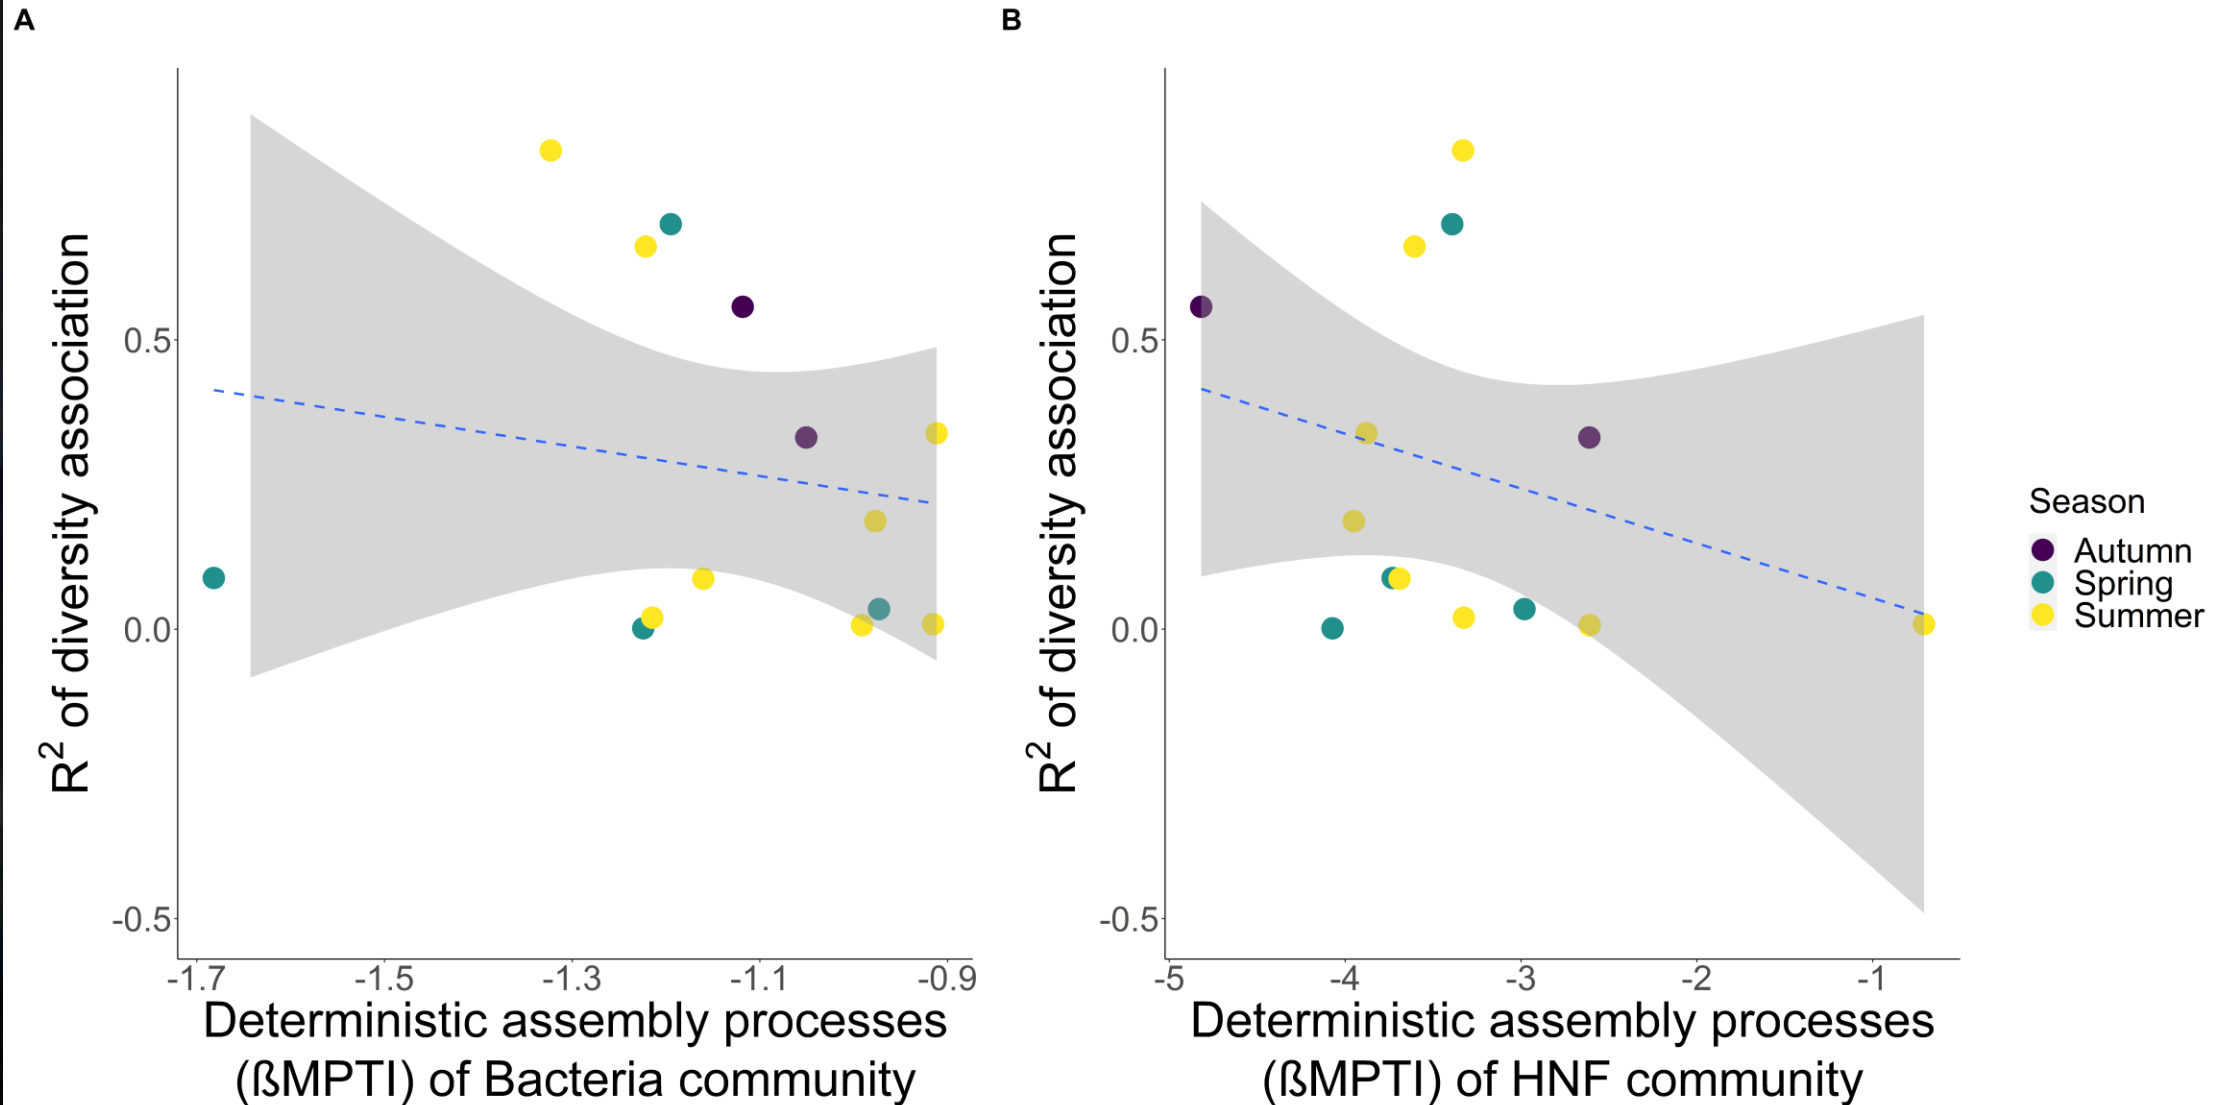 A
R² of diversity association
0.5
0.0
-0.5
-1.7 -1.5 -1.3 -1.1 -0.9
Deterministic assembly processes
(ßMPTI) of Bacteria community
B
R² of diversity association
0.5
0.0
-0.5
-5 -4 -3 -2 -1
Deterministic assembly processes
(ßMPTI) of HNF community
Season
Autumn
Spring
Summer